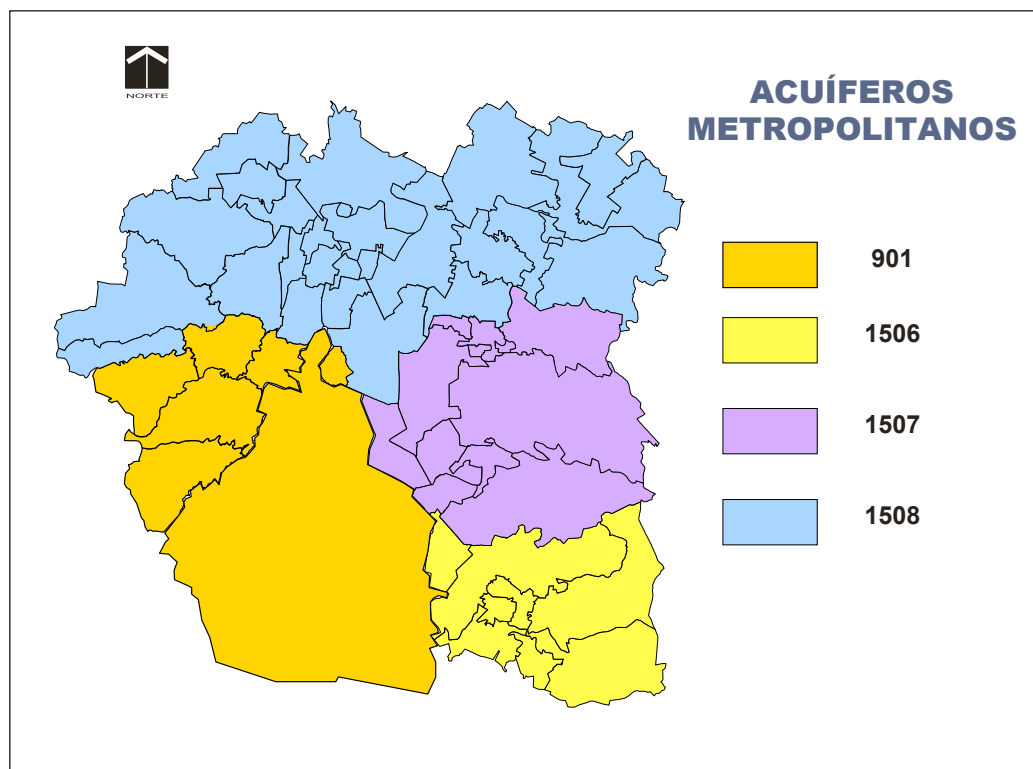 NORTE
ACUÍFEROS
METROPOLITANOS
901
1506
1507
1508